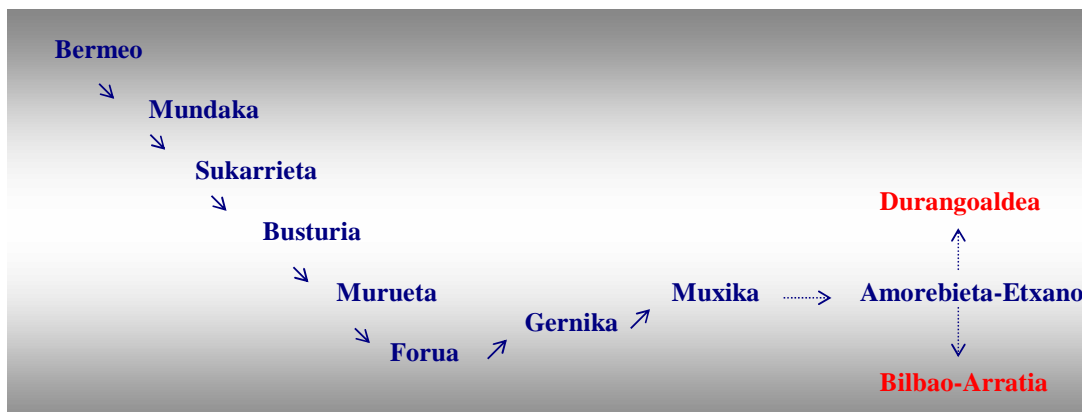 Bermeo
Mundaka
Sukarrieta
Durangoaldea
Busturia
Murueta
Muxika
Amorebieta-Etxano
Gernika
Forua
Bilbao-Arratia